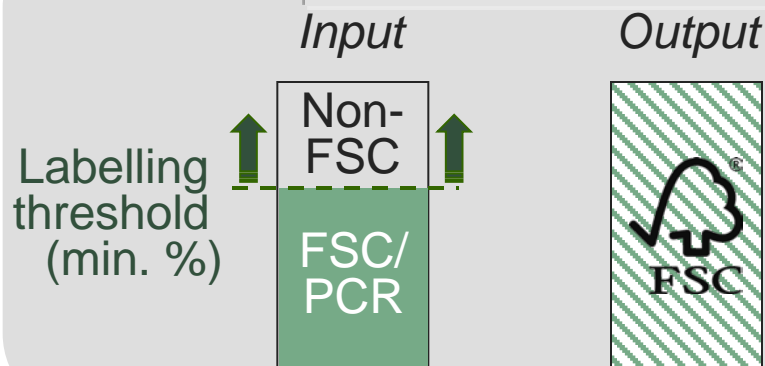 Input
Output
Non-
FSC
Labelling
threshold
(min. %)
FSC/
PCR
®
FSC